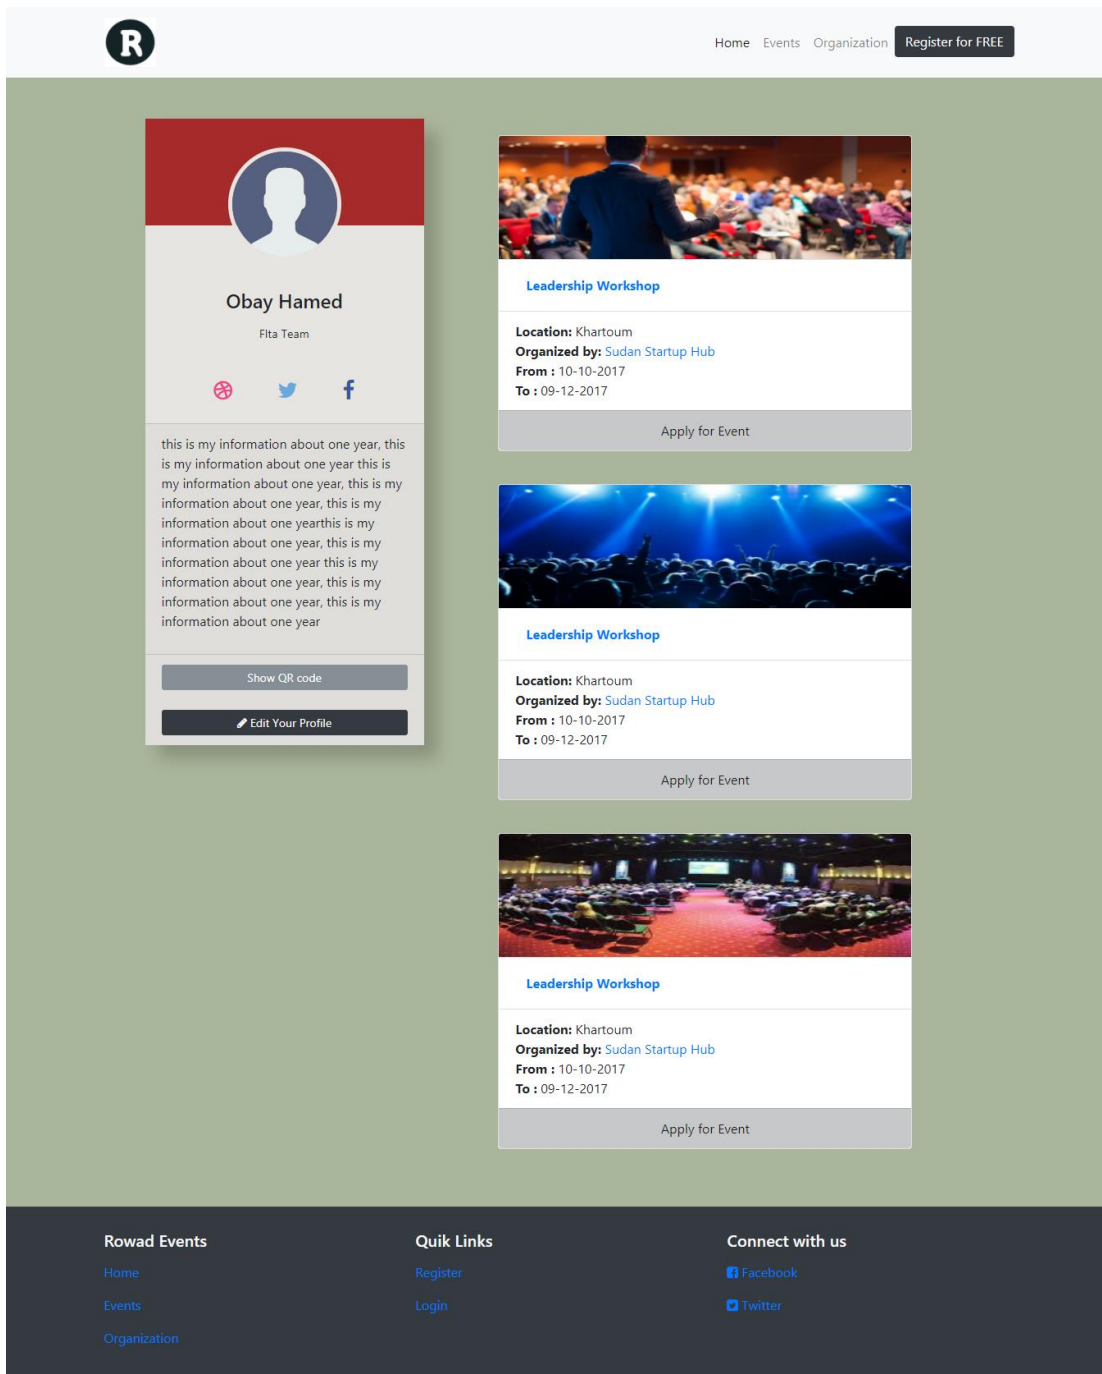 R
Home Events Organization Register for FREE
Obay Hamed
Flta Team
this is my information about one year, this
is my information about one year this is
my information about one year, this is my
information about one year, this is my
information about one yearthis is my
information about one year, this is my
information about one year this is my
information about one year, this is my
information about one year, this is my
information about one year
Show QR code
Edit Your Profile
Leadership Workshop
Location: Khartoum
Organized by: Sudan Startup Hub
From : 10-10-2017
To : 09-12-2017
Apply for Event
Leadership Workshop
Location: Khartoum
Organized by: Sudan Startup Hub
From : 10-10-2017
To : 09-12-2017
Apply for Event
Leadership Workshop
Location: Khartoum
Organized by: Sudan Startup Hub
From : 10-10-2017
To : 09-12-2017
Apply for Event
Rowad Events
Home
Events
Organization
Quik Links
Register
Login
Connect with us
Facebook
Twitter